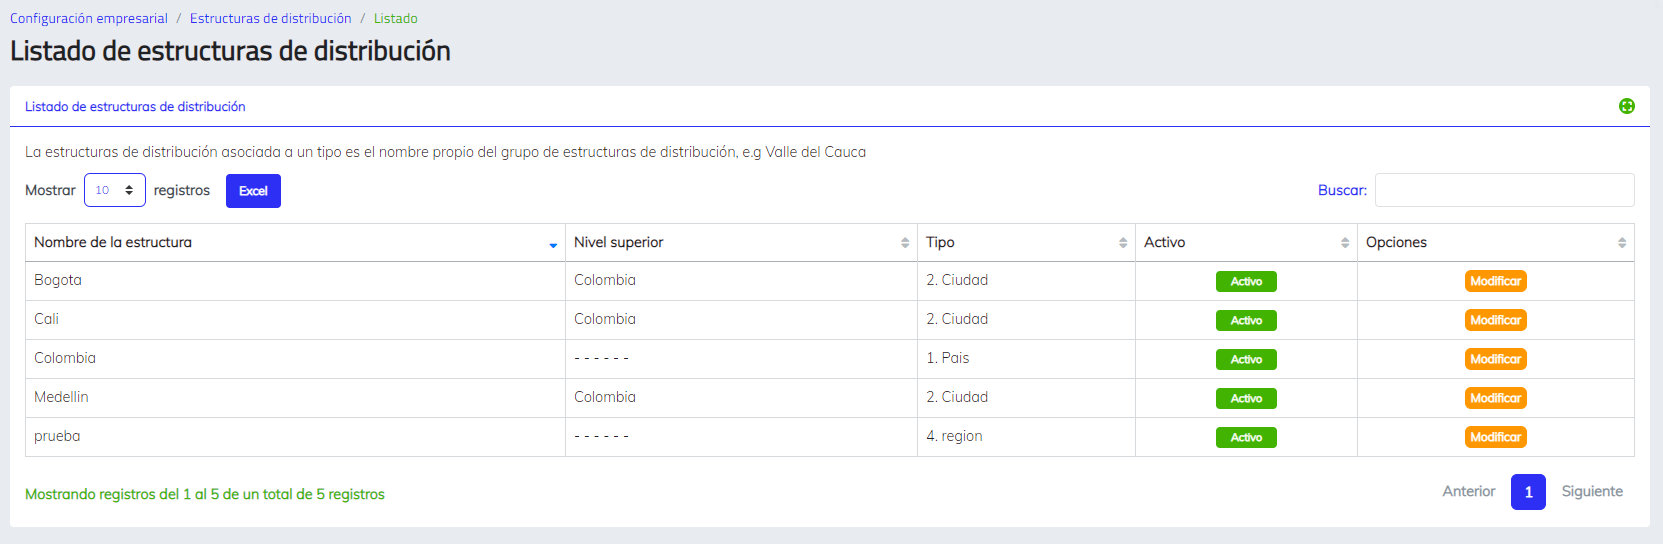 Configuración empresarial / Estructuras de distribución / Listado
Listado de estructuras de distribución
Listado de estructuras de distribución
La estructuras de distribución asociada a un tipo es el nombre propio del grupo de estructuras de distribución, e.g Valle del Cauca
Mostrar 10 registros Excel Buscar:
Nombre de la estructura Nivel superior Tipo Activo Opciones
Bogota Colombia 2. Ciudad Activo Modificar
Cali Colombia 2. Ciudad Activo Modificar
Colombia - - - - - - 1. Pais Activo Modificar
Medellin Colombia 2. Ciudad Activo Modificar
prueba - - - - - - 4. region Activo Modificar
Mostrando registros del 1 al 5 de un total de 5 registros Anterior 1 Siguiente